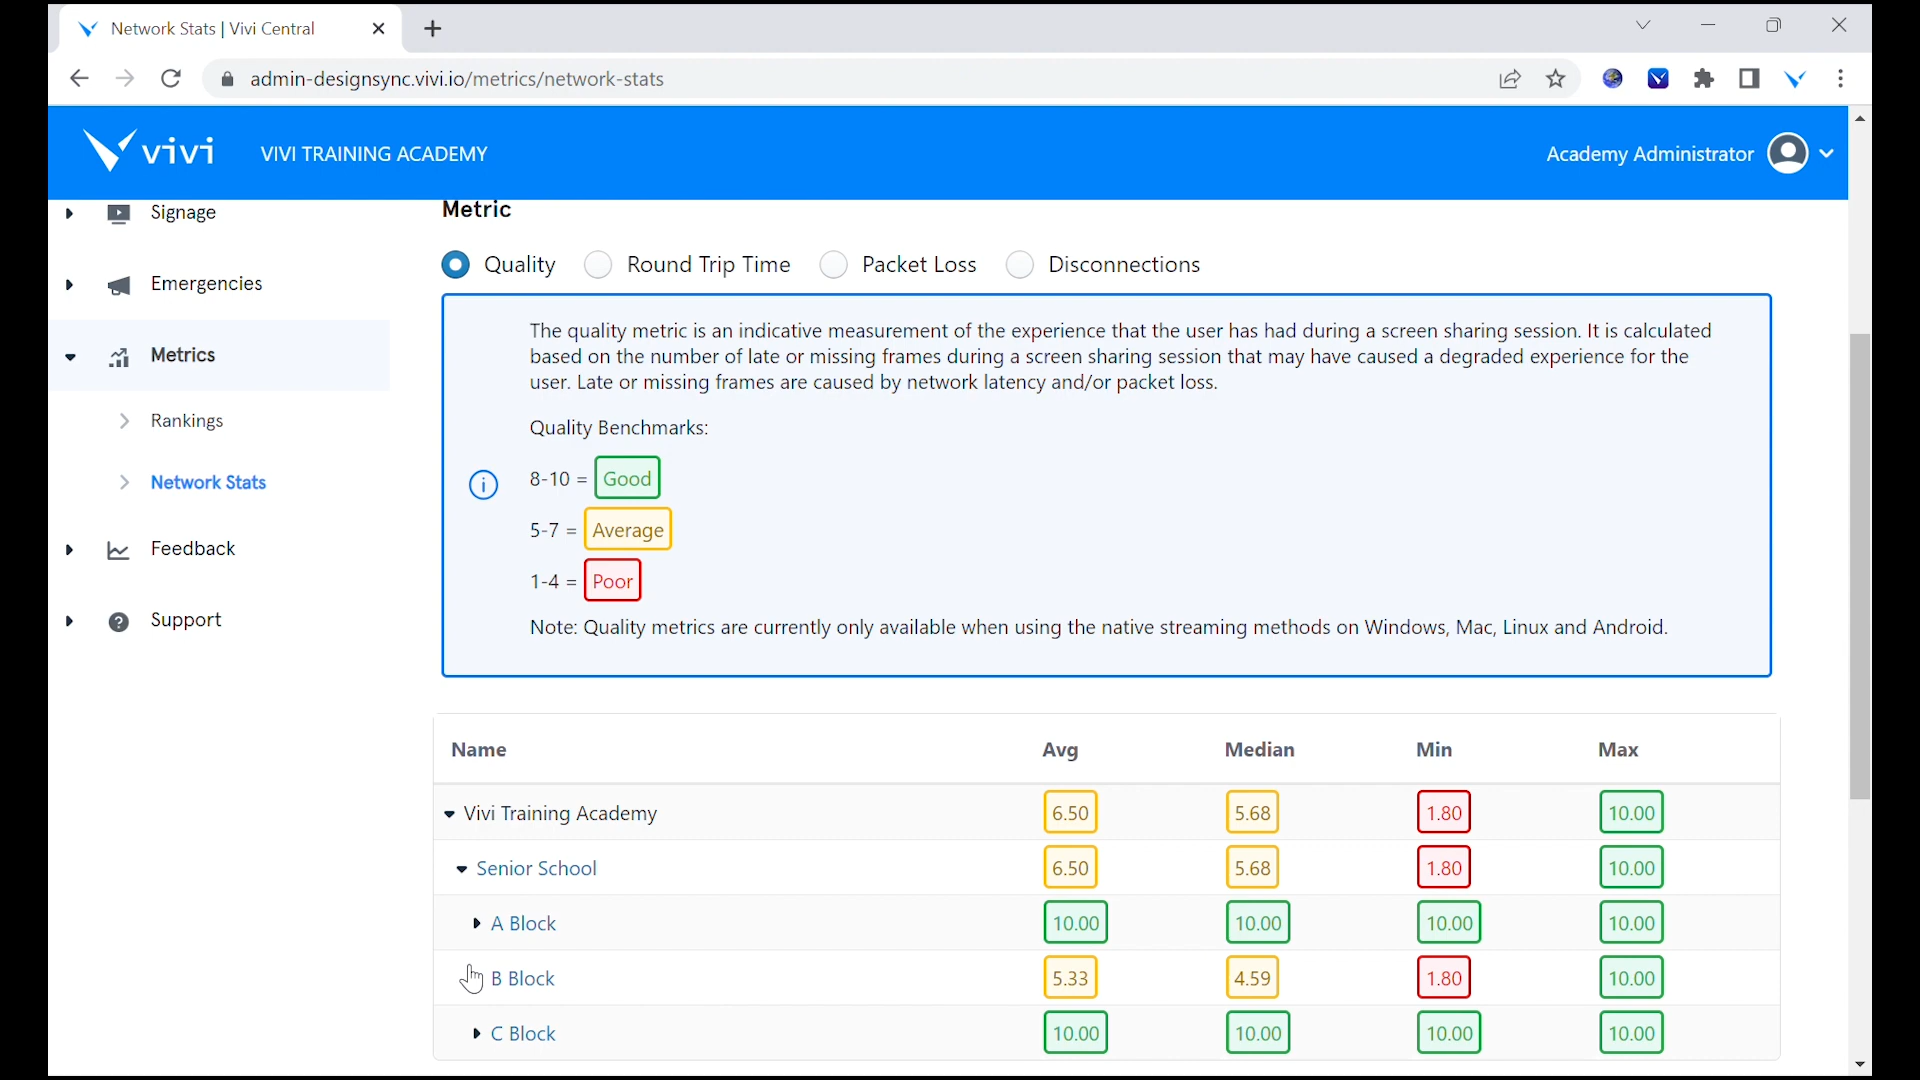 Network Stats | Vivi Central
admin-designsync.vivi.io/metrics/network-stats
vivi
VIVI TRAINING ACADEMY
Academy Administrator
Signage
Emergencies
Metrics
Rankings
Network Stats
Feedback
Support
Metric
Quality
Round Trip Time
Packet Loss
Disconnections
The quality metric is an indicative measurement of the experience that the user has had during a screen sharing session. It is calculated
based on the number of late or missing frames during a screen sharing session that may have caused a degraded experience for the
user. Late or missing frames are caused by network latency and/or packet loss.
Quality Benchmarks:
8-10 = Good
5-7 = Average
1-4 = Poor
Note: Quality metrics are currently only available when using the native streaming methods on Windows, Mac, Linux and Android.
Name Avg Median Min Max
Vivi Training Academy 6.50 5.68 1.80 10.00
Senior School 6.50 5.68 1.80 10.00
A Block 10.00 10.00 10.00 10.00
B Block 5.33 4.59 1.80 10.00
C Block 10.00 10.00 10.00 10.00